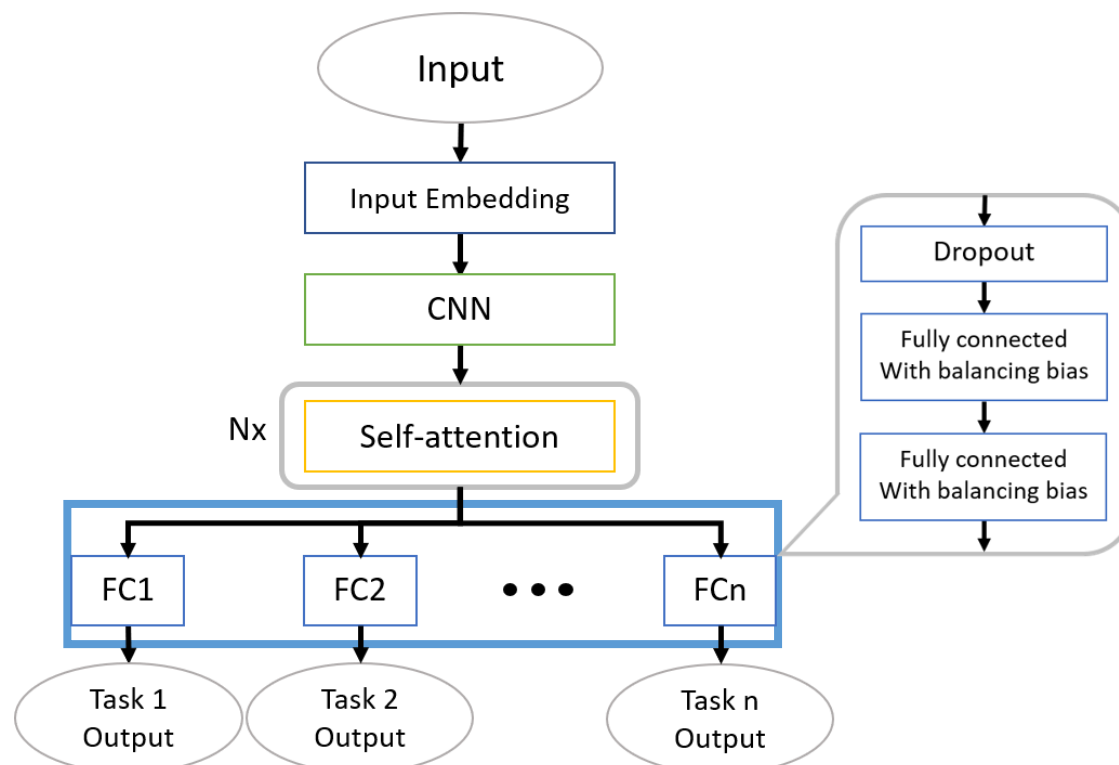 Input
Input Embedding
CNN
Nx
Self-attention
FC1
FC2
FCn
Task 1
Output
Task 2
Output
Task n
Output
Dropout
Fully connected
With balancing bias
Fully connected
With balancing bias